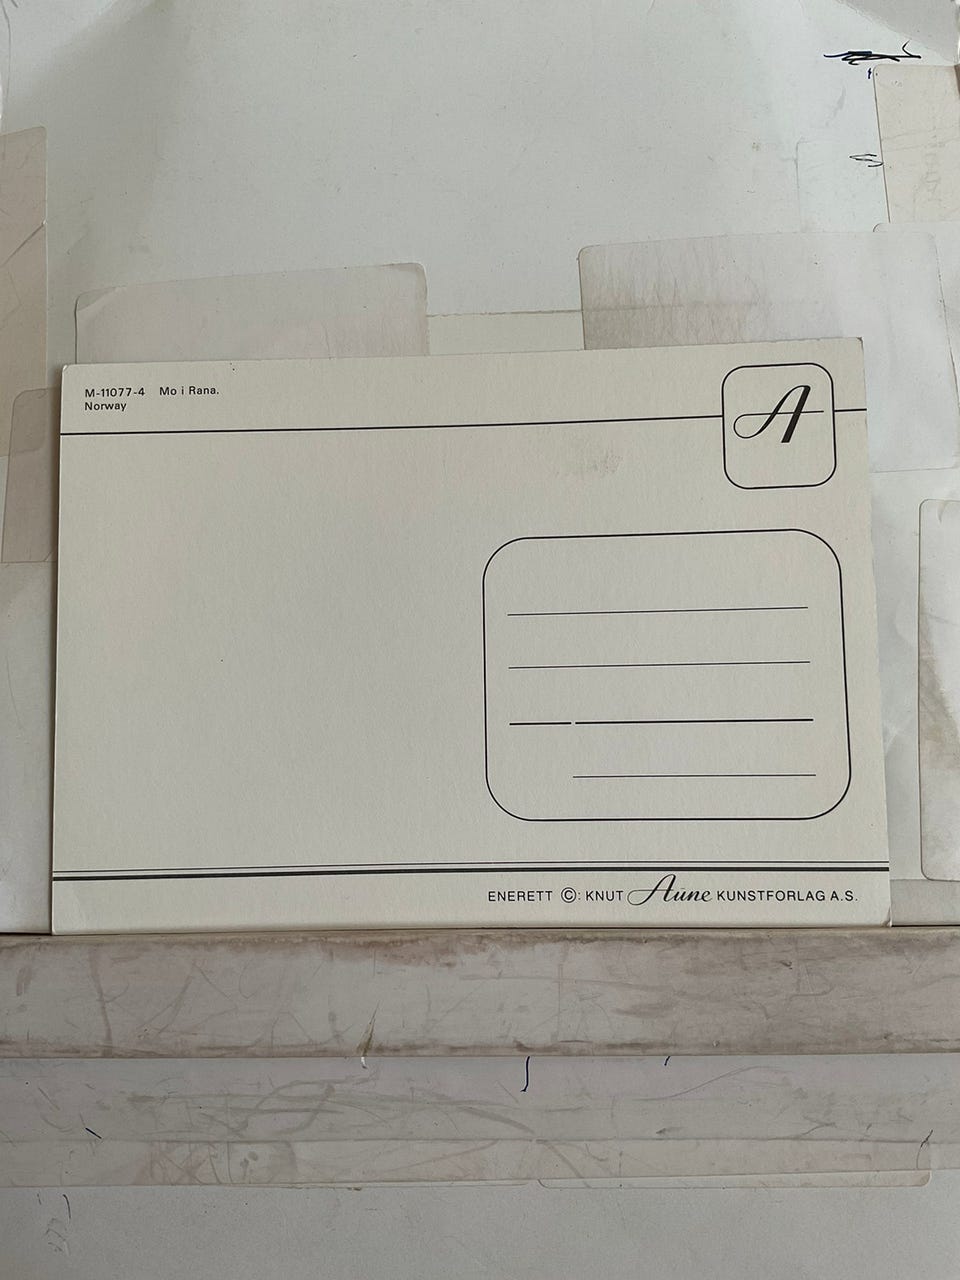 M-11077-4 Mo i Rana.
Norway
A
ENERETT ©: KNUT Aune KUNSTFORLAG A.S.